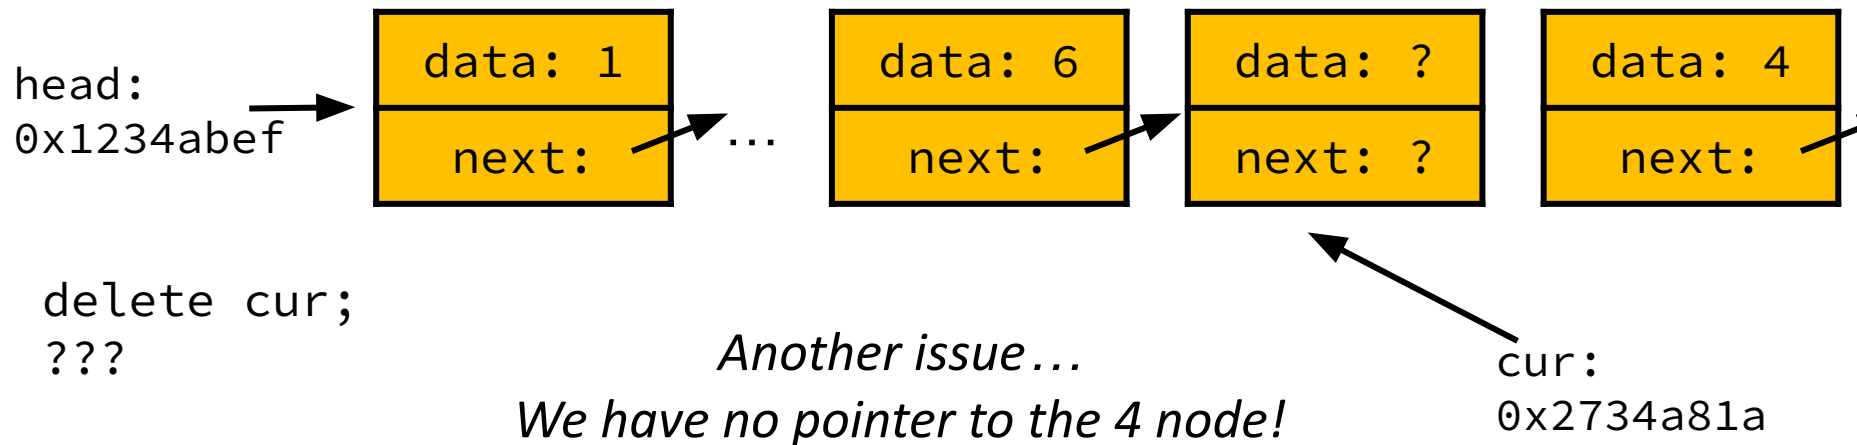 head:
0x1234abef
data: 1
next:
...
data: 6
next:
data: ?
next: ?
data: 4
next:
delete cur;
???
Another issue...
We have no pointer to the 4 node!
cur:
0x2734a81a